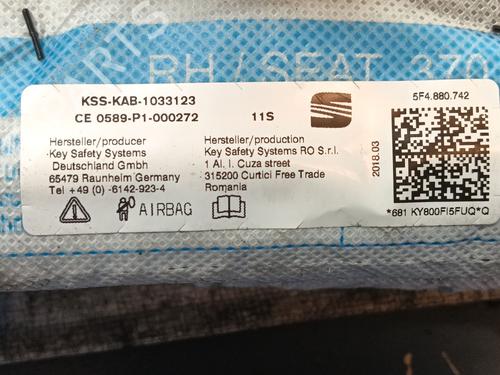 RH / SEAT 370
KSS-KAB-1033123
CE 0589-P1-000272
11S
5F4.880.742
Hersteller/producer
Key Safety Systems
Deutschland Gmbh
65479 Raunheim Germany
Tel +49 (0) -6142-923-4
Hersteller/production
Key Safety Systems RO S.r.l.
1 Al. I. Cuza street
315200 Curtici Free Trade
Romania
2018.03
AIRBAG
*681 KY800FI5FUQ*Q